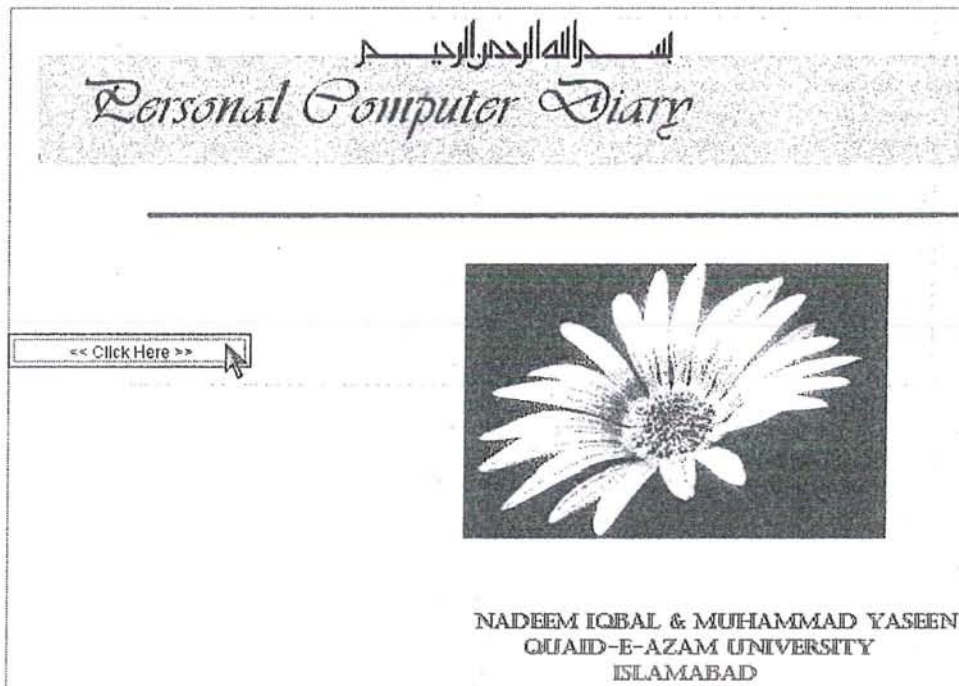 بسم الله الرحمن الرحيم
Personal Computer Diary
<< Click Here >>
NADEEM IQBAL & MUHAMMAD YASEEN
QUAID-E-AZAM UNIVERSITY
ISLAMABAD